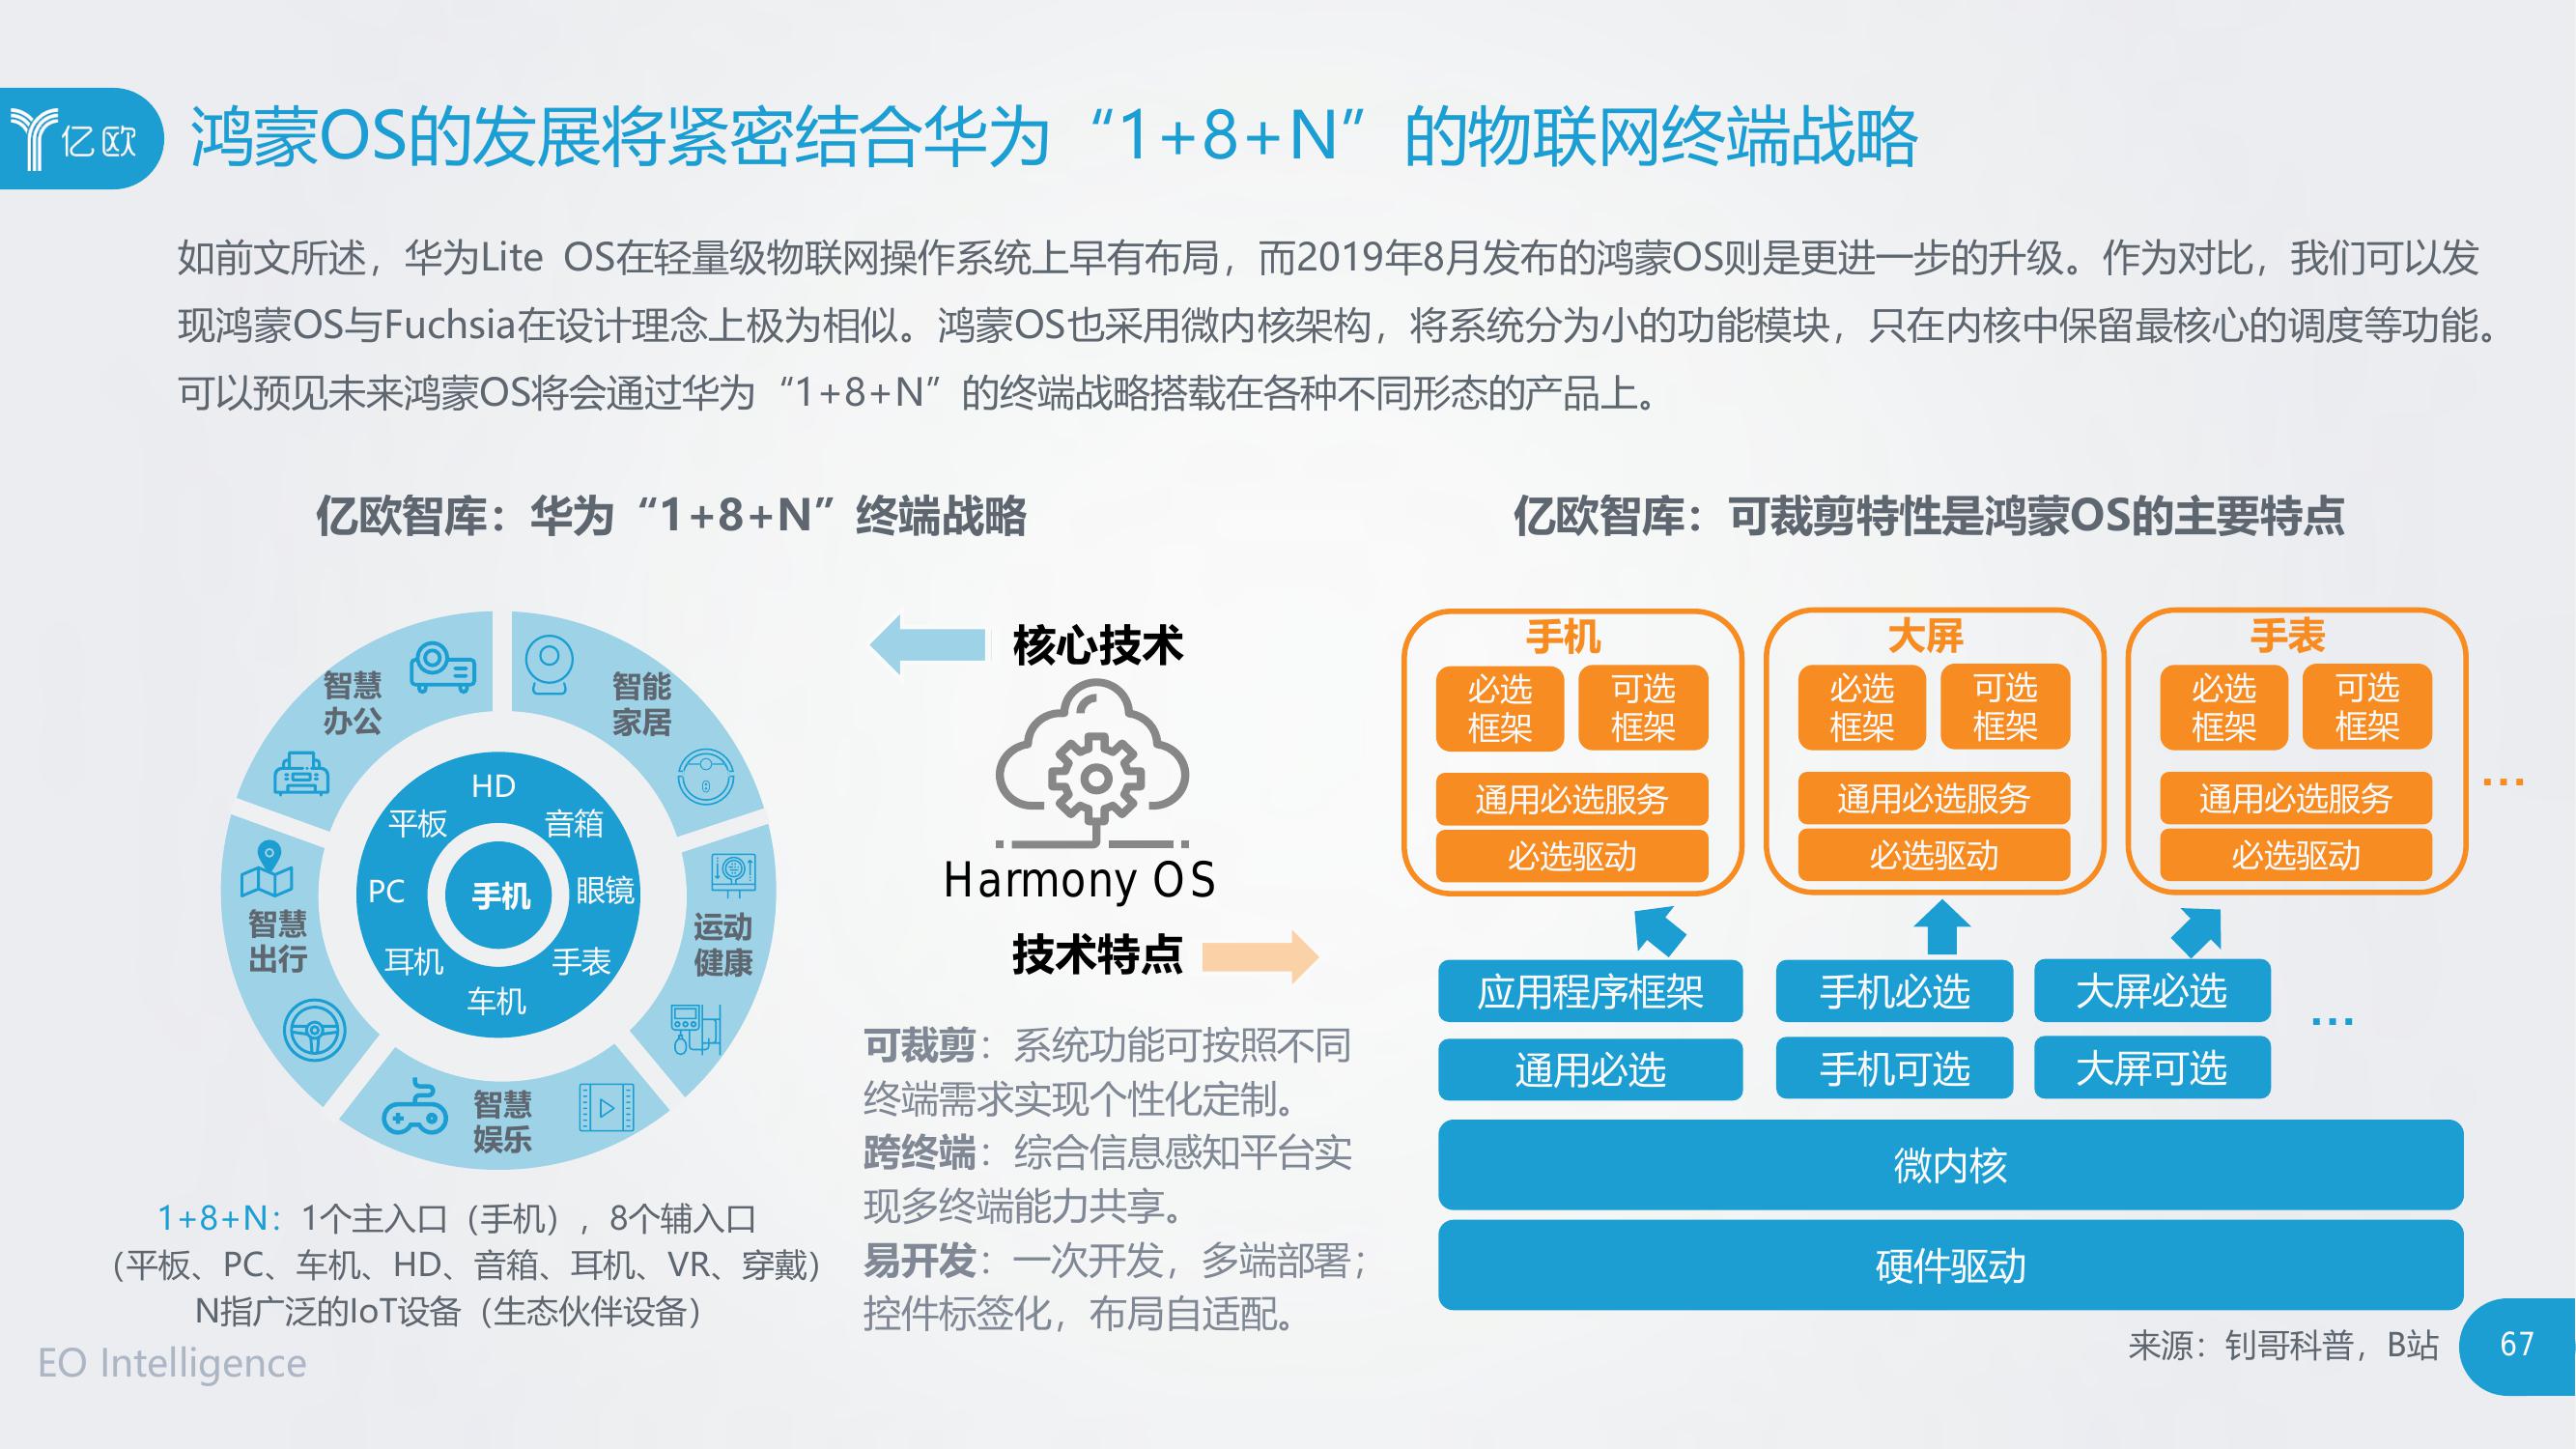 亿欧
鸿蒙OS的发展将紧密结合华为“1+8+N”的物联网终端战略
如前文所述，华为Lite OS在轻量级物联网操作系统上早有布局，而2019年8月发布的鸿蒙OS则是更进一步的升级。作为对比，我们可以发
现鸿蒙OS与Fuchsia在设计理念上极为相似。鸿蒙OS也采用微内核架构，将系统分为小的功能模块，只在内核中保留最核心的调度等功能。
可以预见未来鸿蒙OS将会通过华为“1+8+N”的终端战略搭载在各种不同形态的产品上。
亿欧智库：华为“1+8+N”终端战略
智慧
办公
智能
家居
智慧
出行
运动
健康
智慧
娱乐
HD
平板
音箱
PC
手机
眼镜
耳机
手表
车机
1+8+N：1个主入口（手机），8个辅入口
（平板、PC、车机、HD、音箱、耳机、VR、穿戴）
N指广泛的IoT设备（生态伙伴设备）
核心技术
Harmony OS
技术特点
可裁剪：系统功能可按照不同
终端需求实现个性化定制。
跨终端：综合信息感知平台实
现多终端能力共享。
易开发：一次开发，多端部署；
控件标签化，布局自适配。
亿欧智库：可裁剪特性是鸿蒙OS的主要特点
手机
必选
框架
可选
框架
通用必选服务
必选驱动
大屏
必选
框架
可选
框架
通用必选服务
必选驱动
手表
必选
框架
可选
框架
通用必选服务
必选驱动
...
应用程序框架
手机必选
大屏必选
...
通用必选
手机可选
大屏可选
微内核
硬件驱动
来源：钊哥科普，B站
EO Intelligence
67